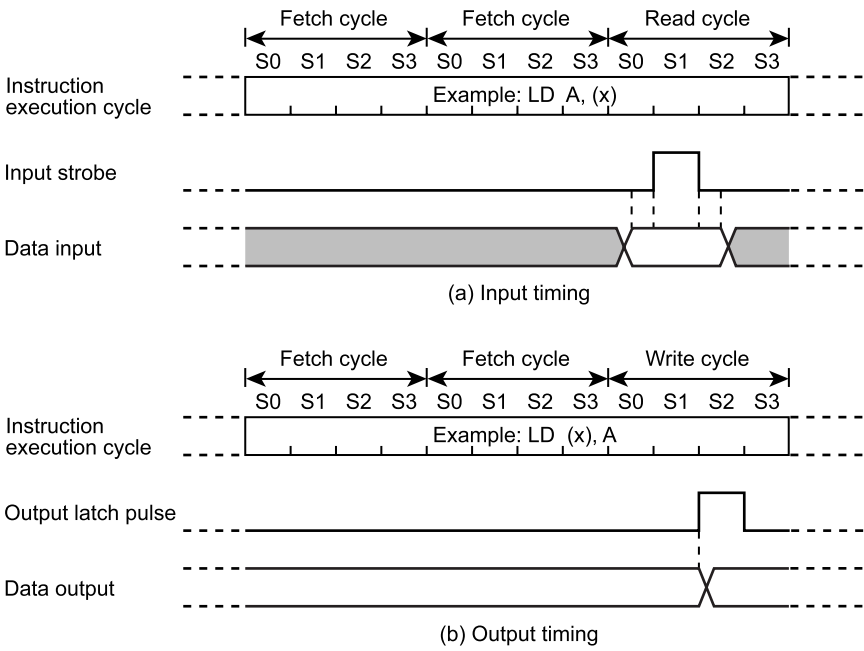 Fetch cycle Fetch cycle Read cycle
S0 S1 S2 S3 S0 S1 S2 S3 S0 S1 S2 S3
Instruction
execution cycle
Example: LD A, (x)
Input strobe
Data input
(a) Input timing
Fetch cycle Fetch cycle Write cycle
S0 S1 S2 S3 S0 S1 S2 S3 S0 S1 S2 S3
Instruction
execution cycle
Example: LD (x), A
Output latch pulse
Data output
(b) Output timing